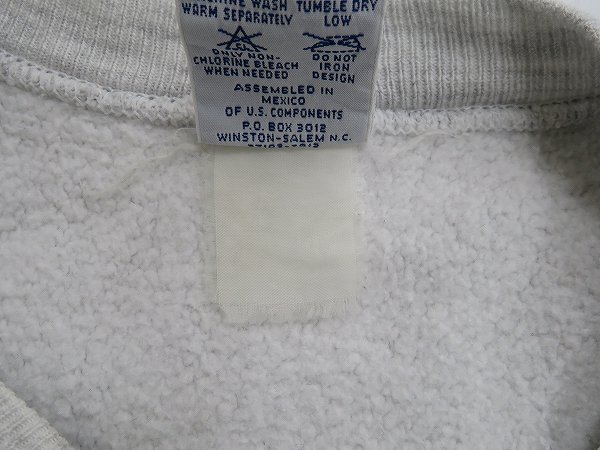 WASH TUMBLE DRY
WARM SEPARATELY LOW
ONLY NON- DO NOT
CHLORINE BLEACH IRON
WHEN NEEDED DESIGN
ASSEMBLED IN
MEXICO
OF U.S. COMPONENTS
P.O. BOX 3012
WINSTON-SALEM N.C.